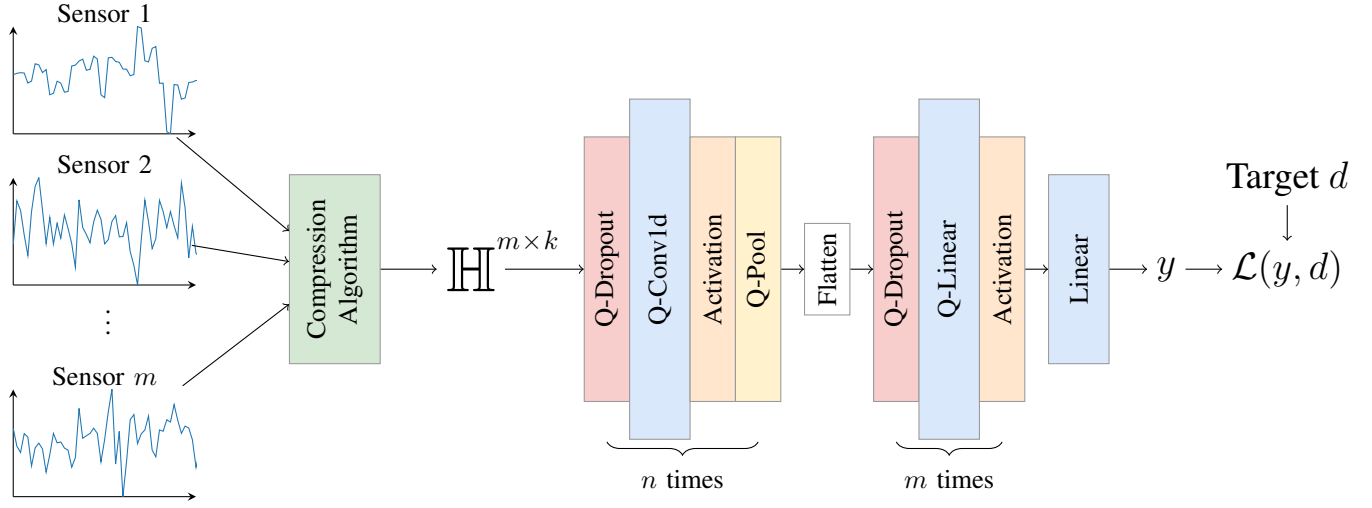 Sensor 1
Sensor 2
⋮
Sensor m
Compression
Algorithm
ℍ^{m×k}
Q-Dropout
Q-Conv1d
Activation
Q-Pool
n times
Flatten
Q-Dropout
Q-Linear
Activation
m times
Linear
y
Target d
ℒ(y, d)